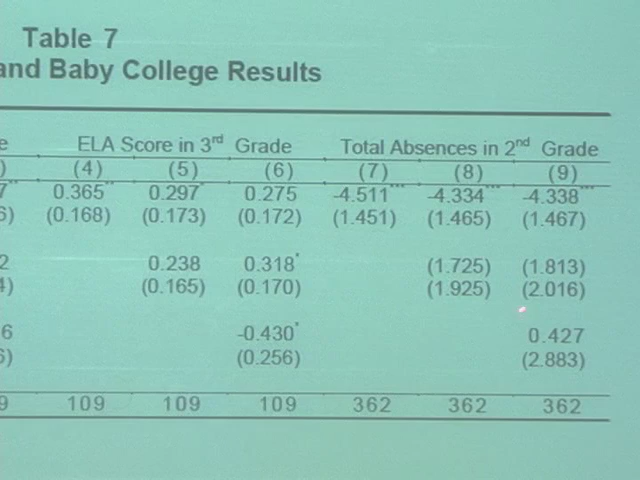 Table 7
and Baby College Results
e ELA Score in 3rd Grade Total Absences in 2nd Grade
) (4) (5) (6) (7) (8) (9)
7** 0.365** 0.297* 0.275 -4.511*** -4.334*** -4.338***
6) (0.168) (0.173) (0.172) (1.451) (1.465) (1.467)
2 0.238 0.318* (1.725) (1.813)
4) (0.165) (0.170) (1.925) (2.016)
6 -0.430* 0.427
6) (0.256) (2.883)
9 109 109 109 362 362 362